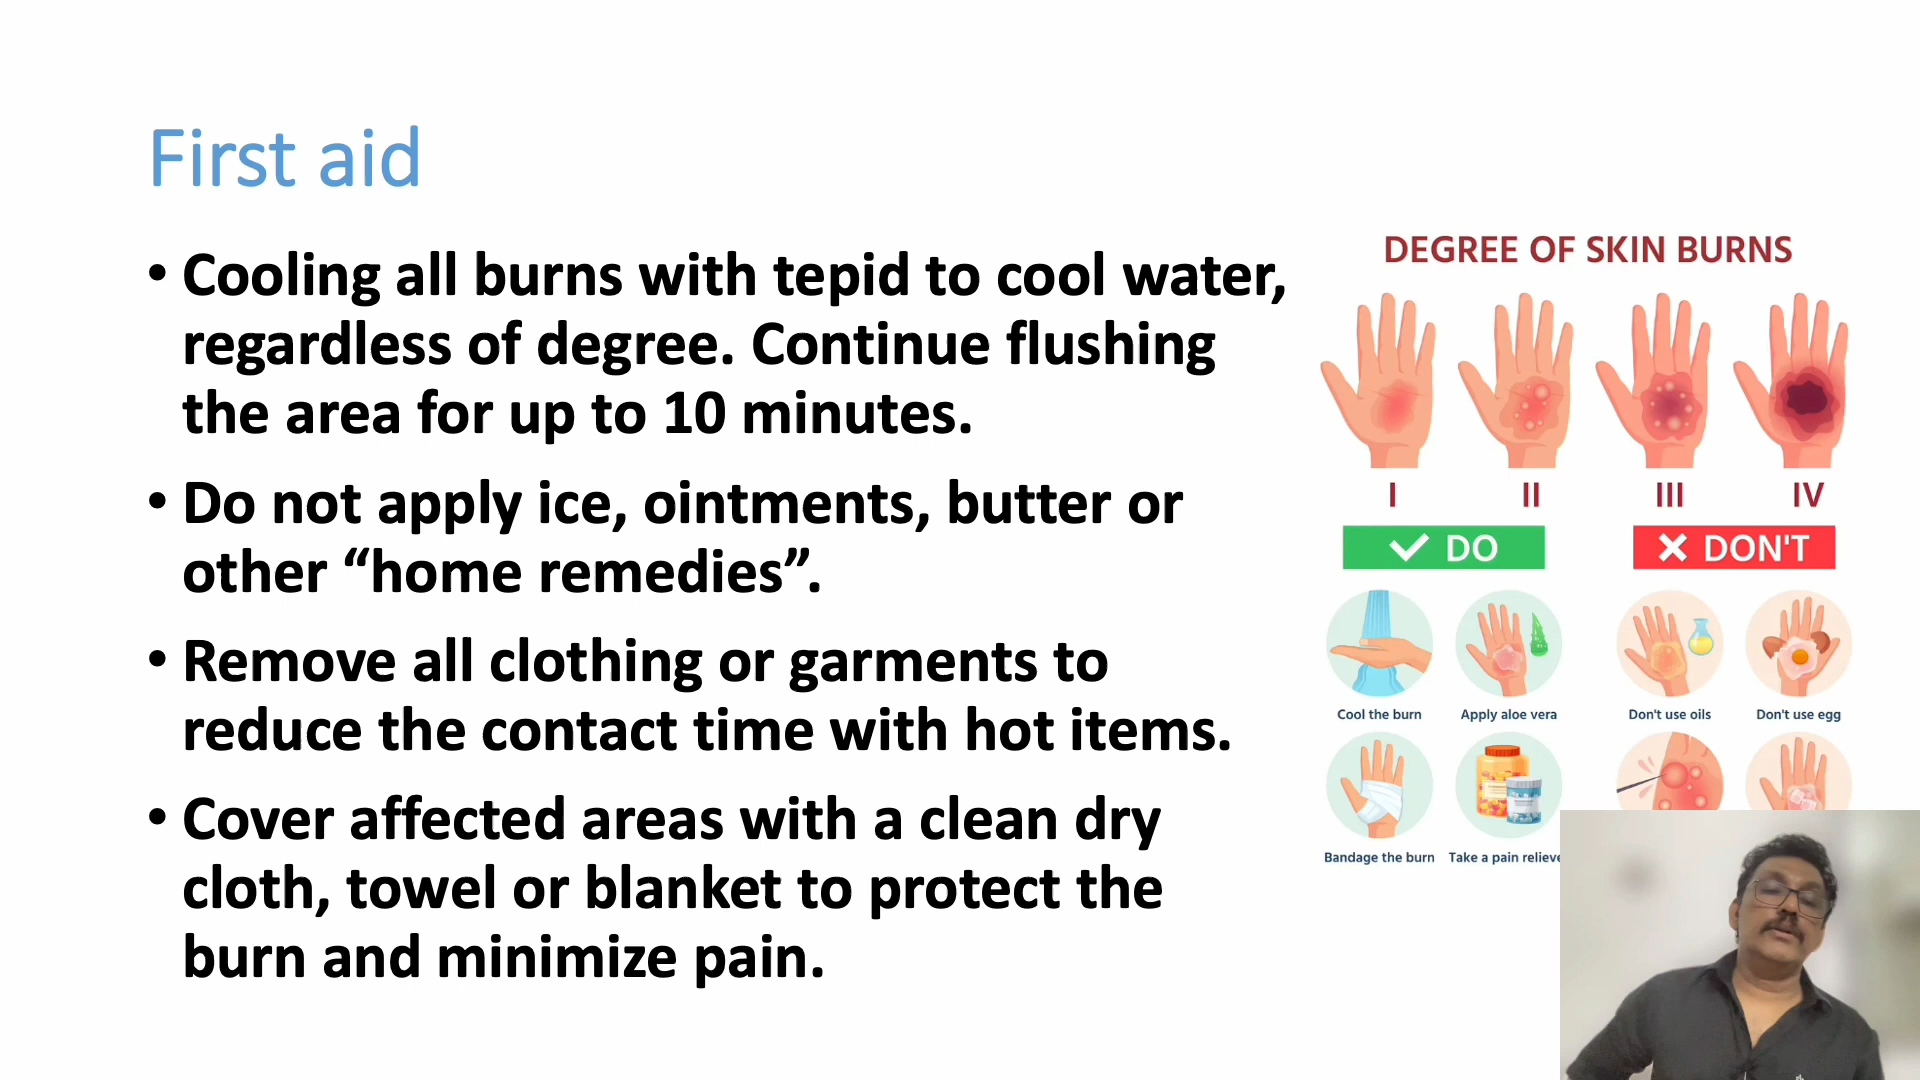 First aid
• Cooling all burns with tepid to cool water,
regardless of degree. Continue flushing
the area for up to 10 minutes.
• Do not apply ice, ointments, butter or
other “home remedies”.
• Remove all clothing or garments to
reduce the contact time with hot items.
• Cover affected areas with a clean dry
cloth, towel or blanket to protect the
burn and minimize pain.
DEGREE OF SKIN BURNS
I II III IV
DO DON'T
Cool the burn Apply aloe vera Don't use oils Don't use egg
Bandage the burn Take a pain relieve